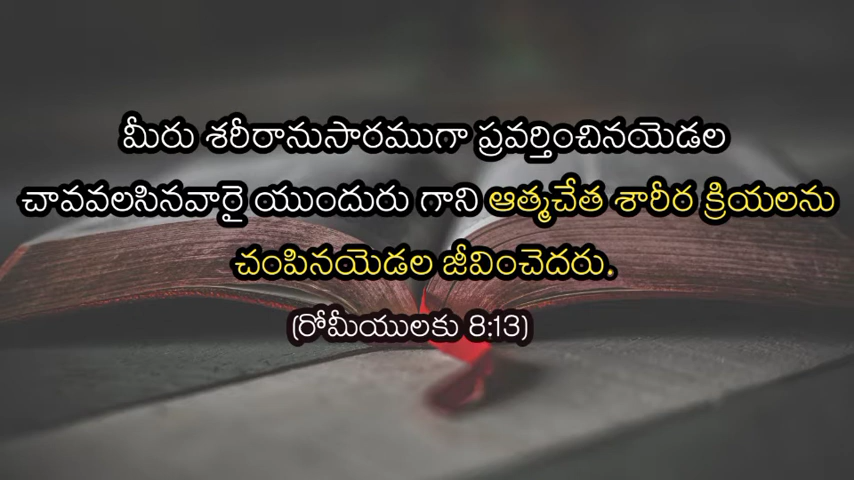 మీరు శరీరానుసారముగా ప్రవర్తించినయెడల
చావవలసినవారై యుందురు గాని ఆత్మచేత శారీర క్రియలను
చంపినయెడల జీవించెదరు.
(రోమీయులకు 8:13)